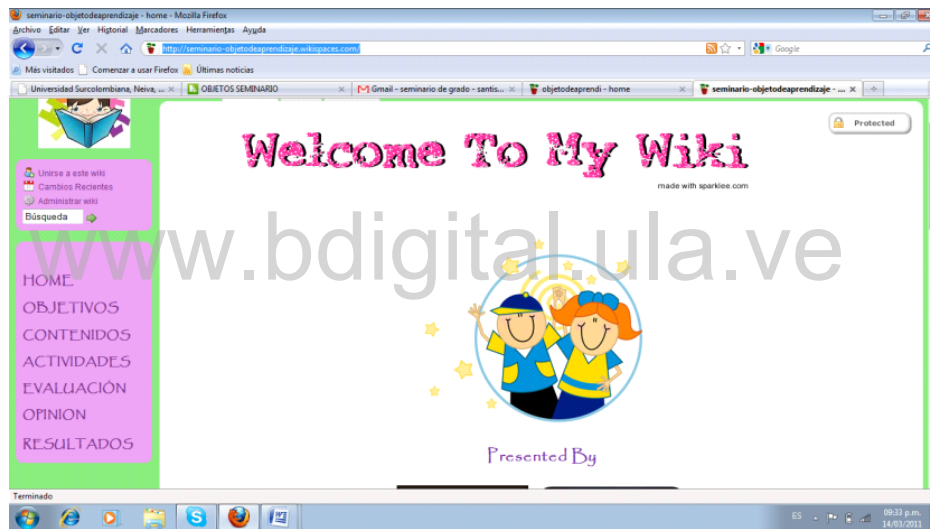 seminario-objetodeaprendizaje - home - Mozilla Firefox
Archivo Editar Ver Historial Marcadores Herramientas Ayuda
http://seminario-objetodeaprendizaje.wikispaces.com/ Google
Más visitados Comenzar a usar Firefox Últimas noticias
Universidad Surcolombiana, Neiva, ... OBJETOS SEMINARIO Gmail - seminario de grado - santis... objetodeaprendi - home seminario-objetodeaprendizaje - ...
Protected
Welcome To My Wiki
made with sparklee.com
Unirse a este wiki
Cambios Recientes
Administrar wiki
Búsqueda
www.bdigital.ula.ve
HOME
OBJETIVOS
CONTENIDOS
ACTIVIDADES
EVALUACIÓN
OPINION
RESULTADOS
Presented By
Terminado
ES 09:33 p.m.
14/03/2011